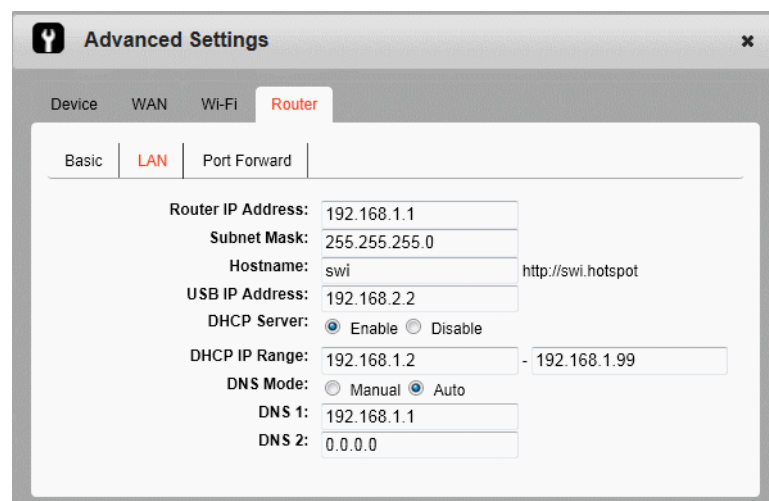 Advanced Settings
Device WAN Wi-Fi Router
Basic LAN Port Forward
Router IP Address: 192.168.1.1
Subnet Mask: 255.255.255.0
Hostname: swi http://swi.hotspot
USB IP Address: 192.168.2.2
DHCP Server: Enable Disable
DHCP IP Range: 192.168.1.2 - 192.168.1.99
DNS Mode: Manual Auto
DNS 1: 192.168.1.1
DNS 2: 0.0.0.0